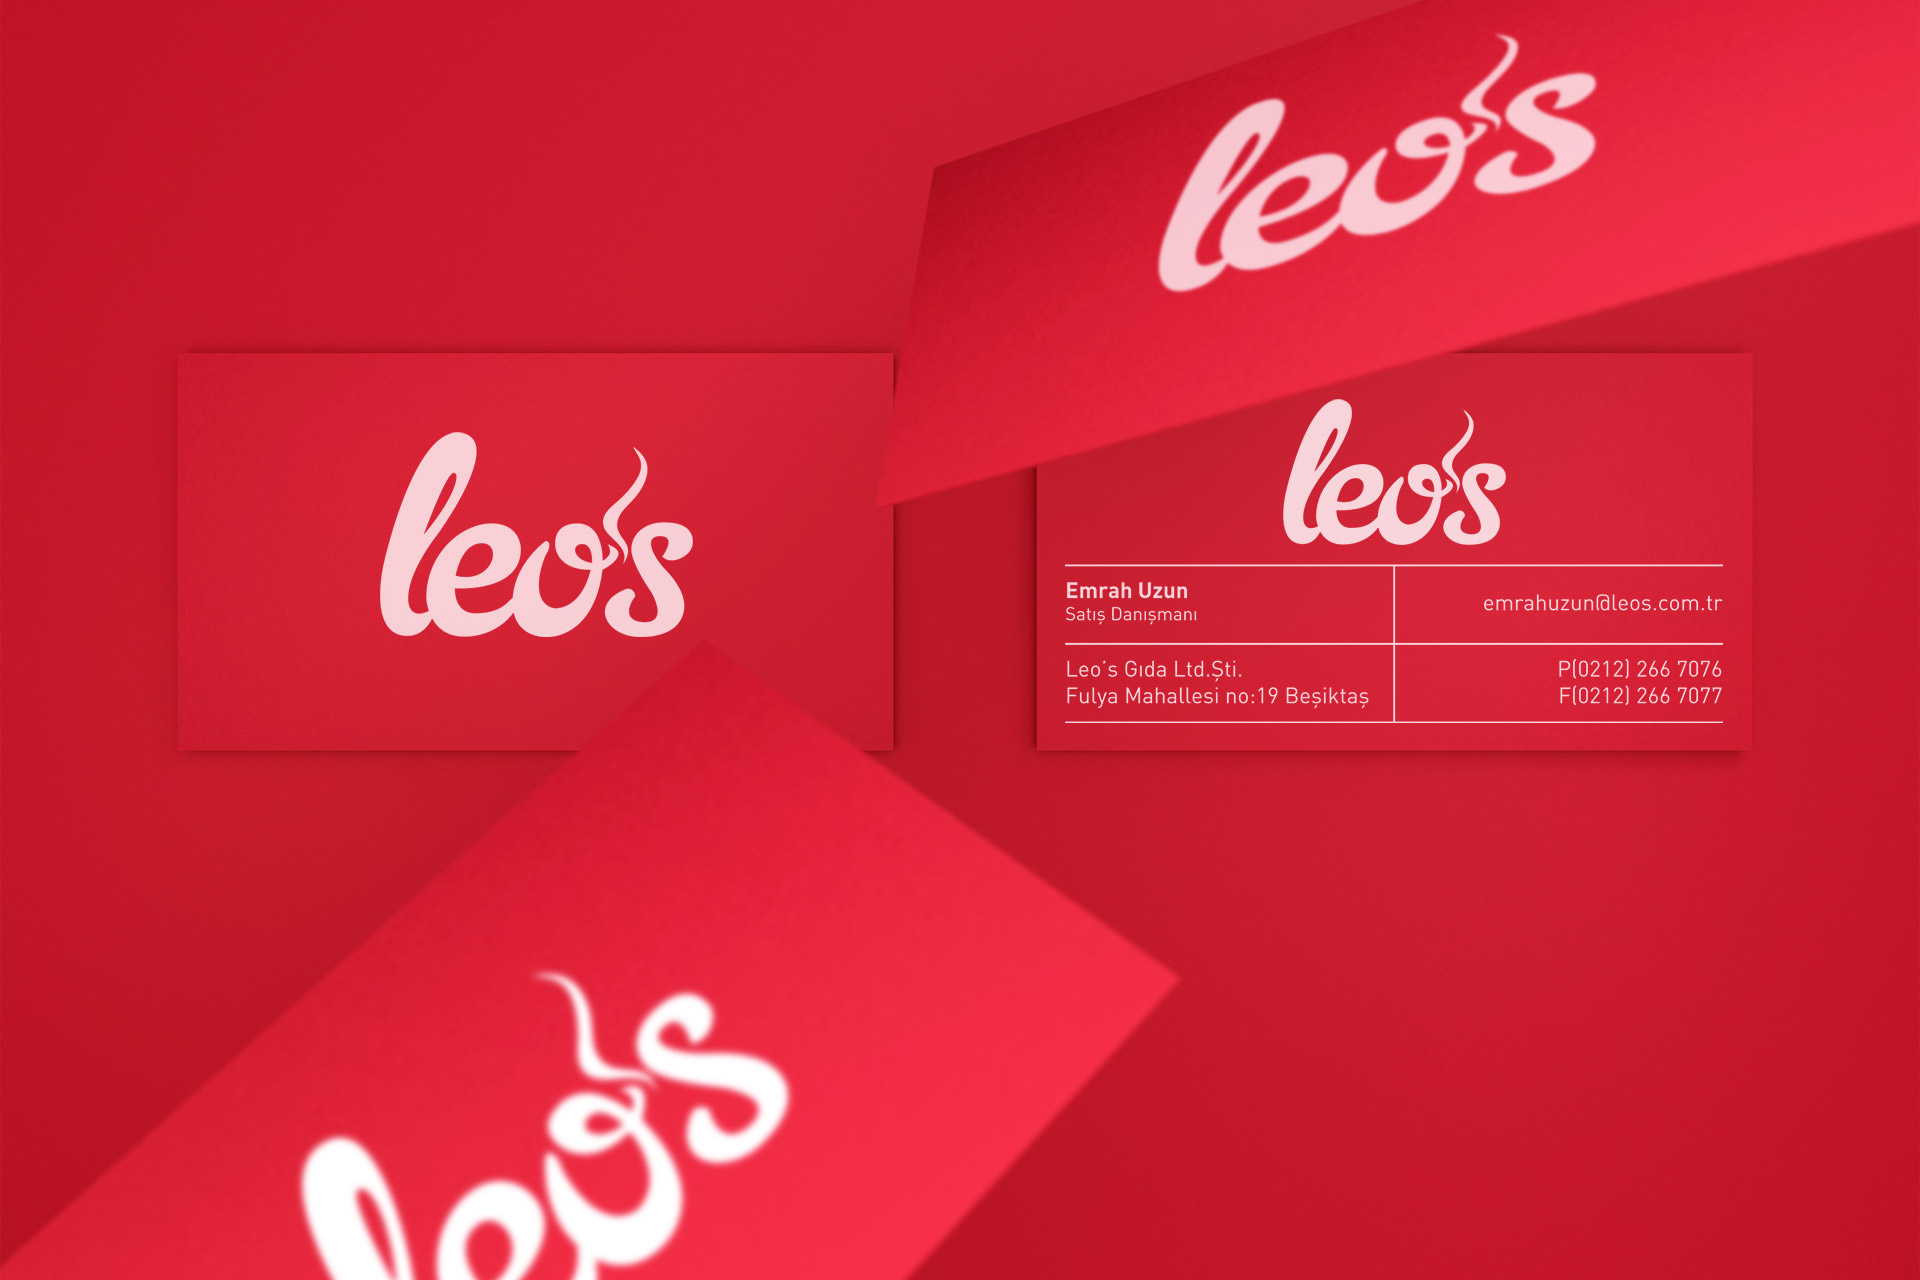 leo's
leo's
leo's
Emrah Uzun
Satış Danışmanı
emrahuzun@leos.com.tr
Leo's Gıda Ltd.Şti.
Fulya Mahallesi no:19 Beşiktaş
P(0212) 266 7076
F(0212) 266 7077
leo's